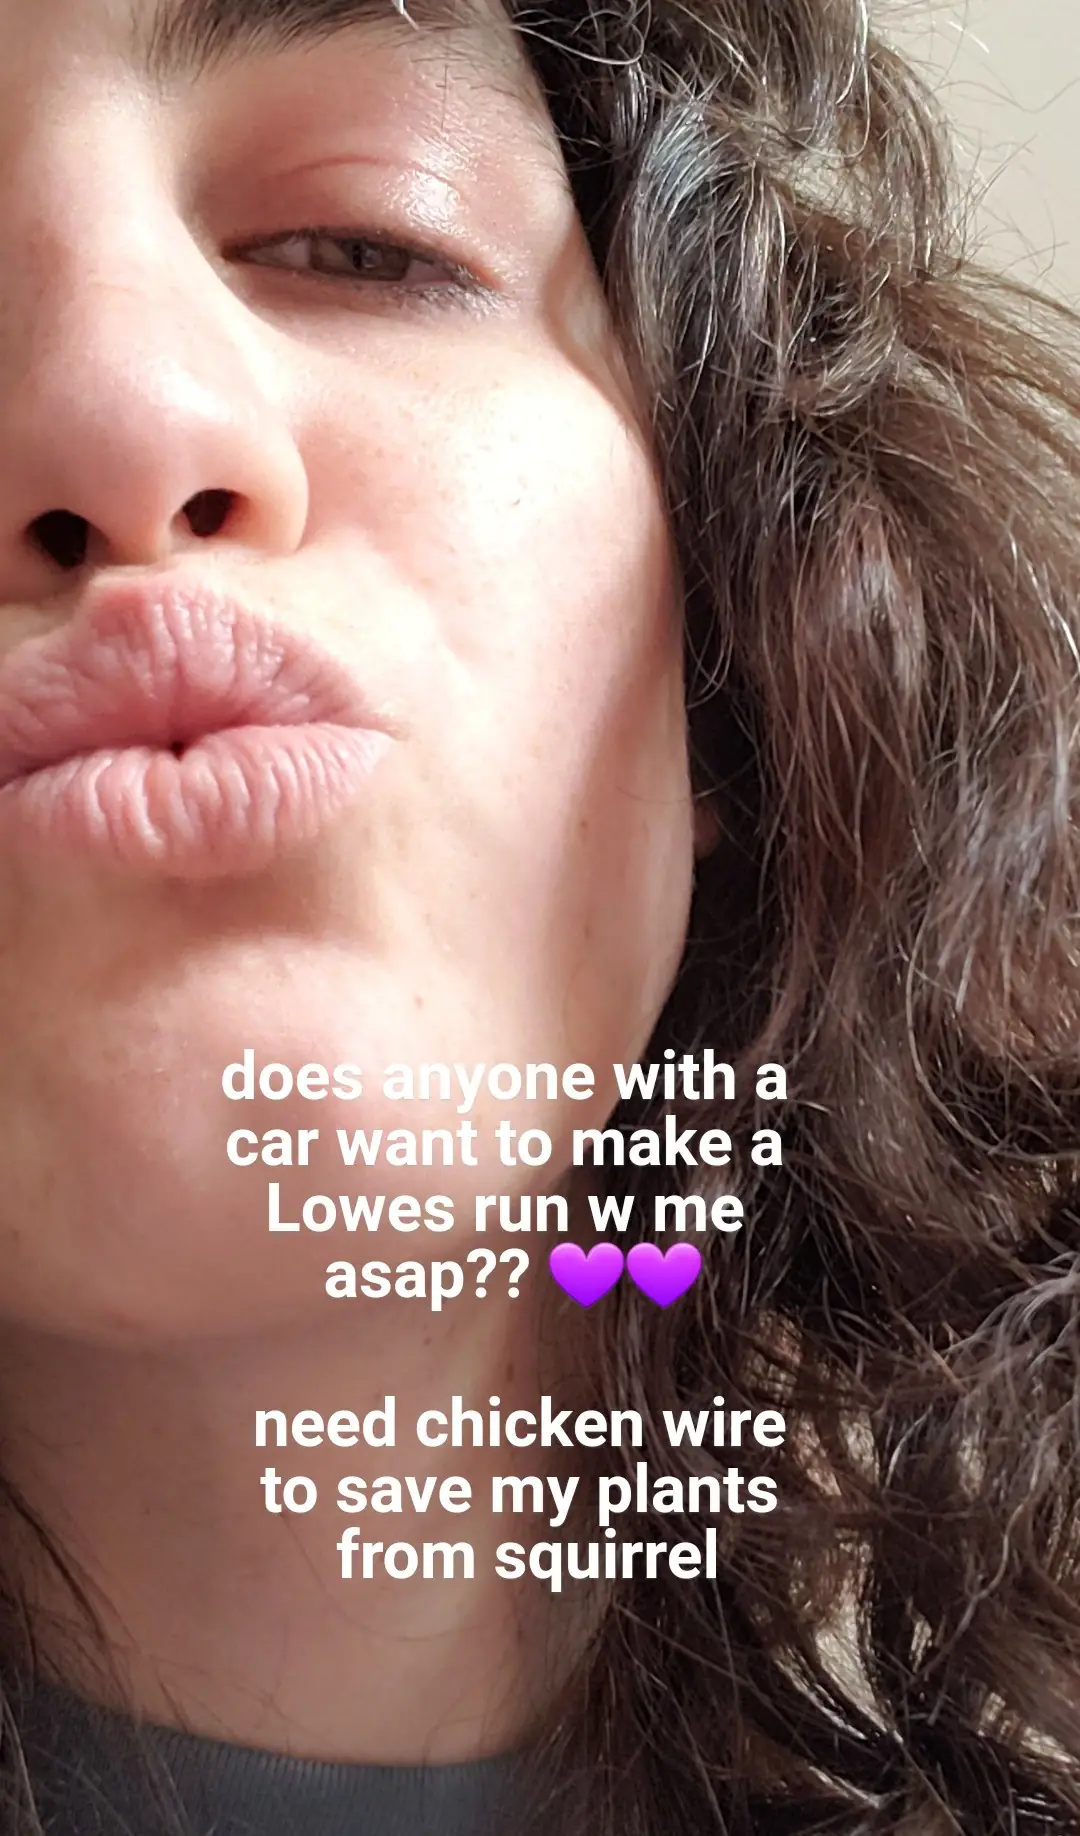 does anyone with a
car want to make a
Lowes run w me
asap?? 💜💜
need chicken wire
to save my plants
from squirrel